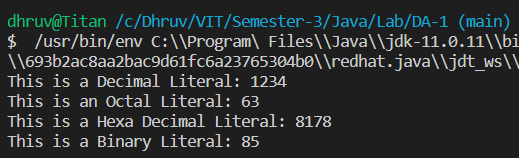 dhruv@Titan /c/Dhruv/VIT/Semester-3/Java/Lab/DA-1 (main)
$  /usr/bin/env C:\\Program\ Files\\Java\\jdk-11.0.11\\bi
\\693b2ac8aa2bac9d61fc6a23765304b0\\redhat.java\\jdt_ws\\
This is a Decimal Literal: 1234
This is an Octal Literal: 63
This is a Hexa Decimal Literal: 8178
This is a Binary Literal: 85